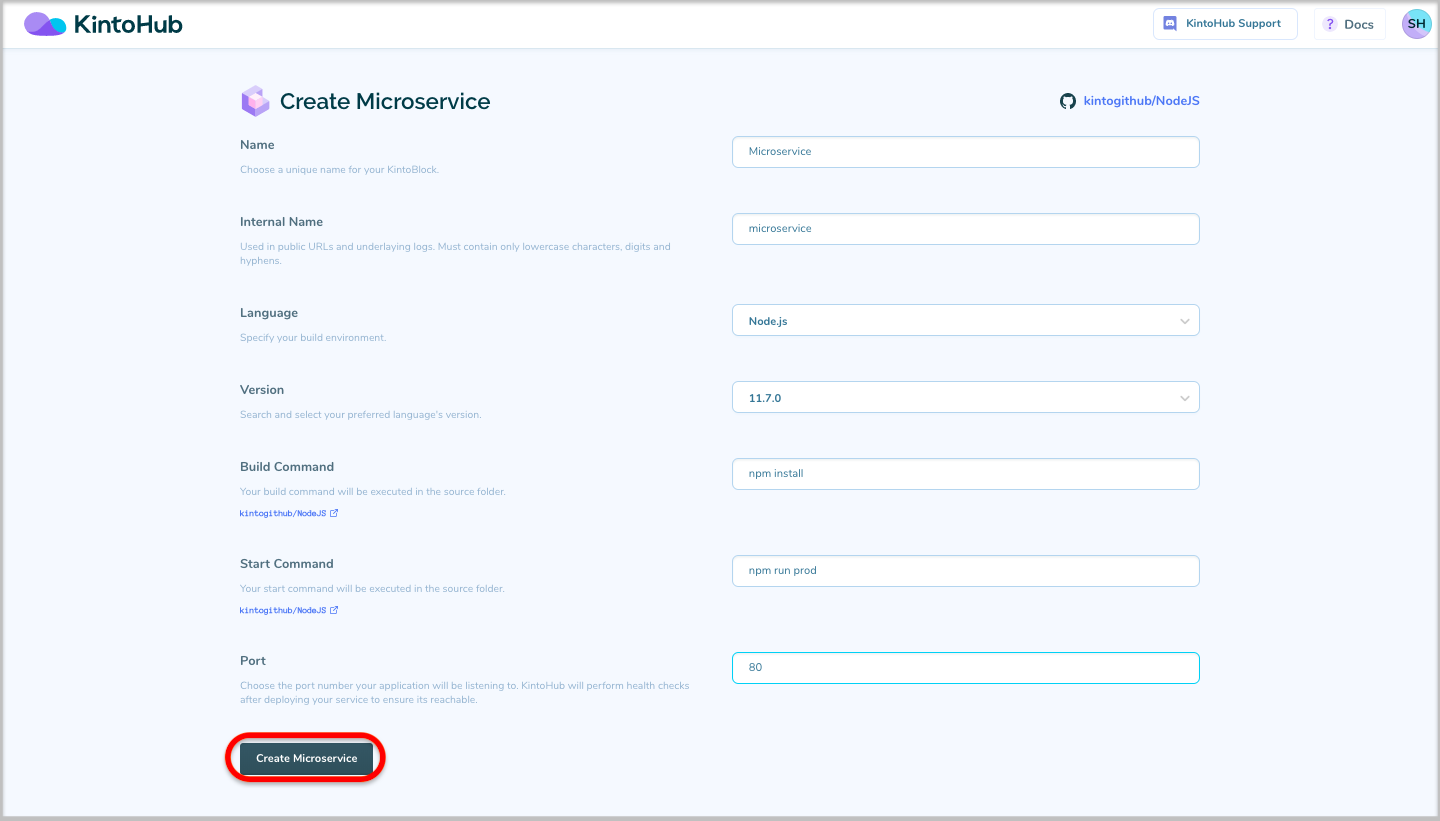 KintoHub
KintoHub Support
? Docs
SH
Create Microservice
kintogithub/NodeJS
Name
Microservice
Choose a unique name for your KintoBlock.
Internal Name
microservice
Used in public URLs and underlaying logs. Must contain only lowercase characters, digits and
hyphens.
Language
Node.js
Specify your build environment.
Version
11.7.0
Search and select your preferred language's version.
Build Command
npm install
Your build command will be executed in the source folder.
kintogithub/NodeJS
Start Command
npm run prod
Your start command will be executed in the source folder.
kintogithub/NodeJS
Port
80
Choose the port number your application will be listening to. KintoHub will perform health checks
after deploying your service to ensure its reachable.
Create Microservice